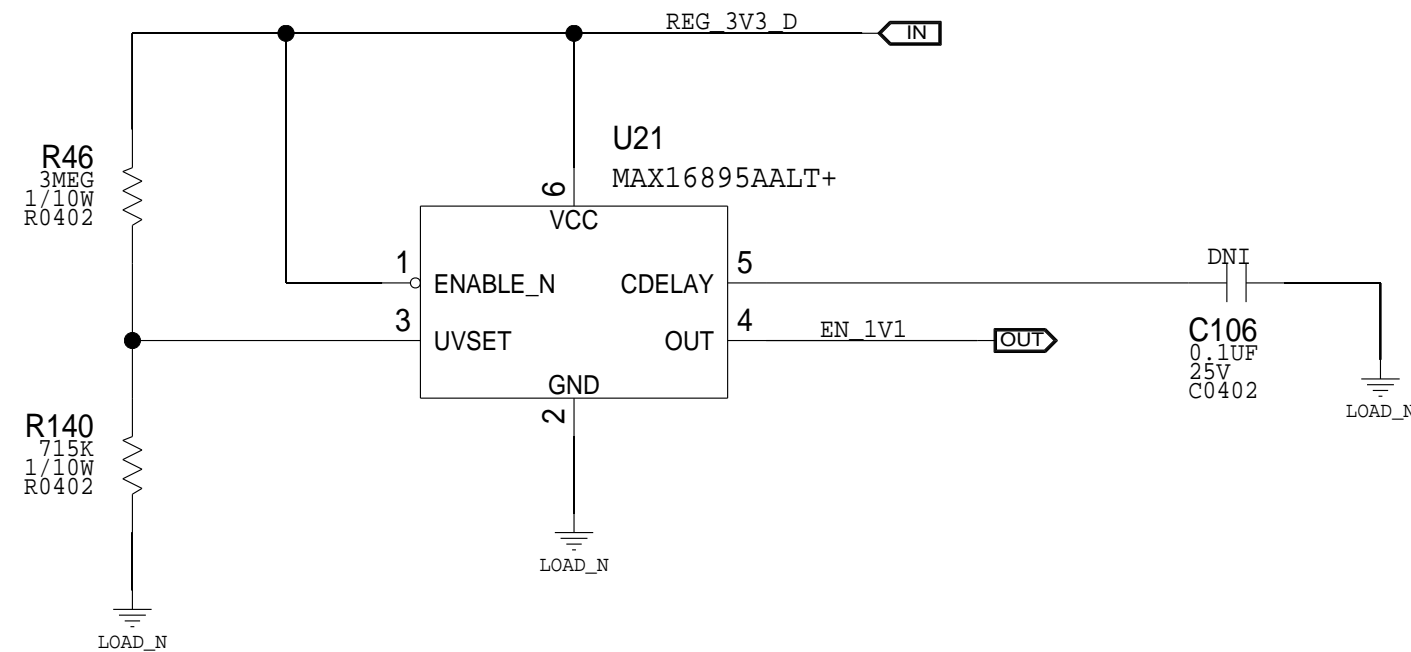 REG_3V3_D
IN
U21
MAX16895AALT+
R46
3MEG
1/10W
R0402
6
VCC
1
ENABLE_N
CDELAY
5
DNI
3
UVSET
OUT
4
EN_1V1
OUT
C106
0.1UF
25V
C0402
GND
2
LOAD_N
R140
715K
1/10W
R0402
LOAD_N
LOAD_N